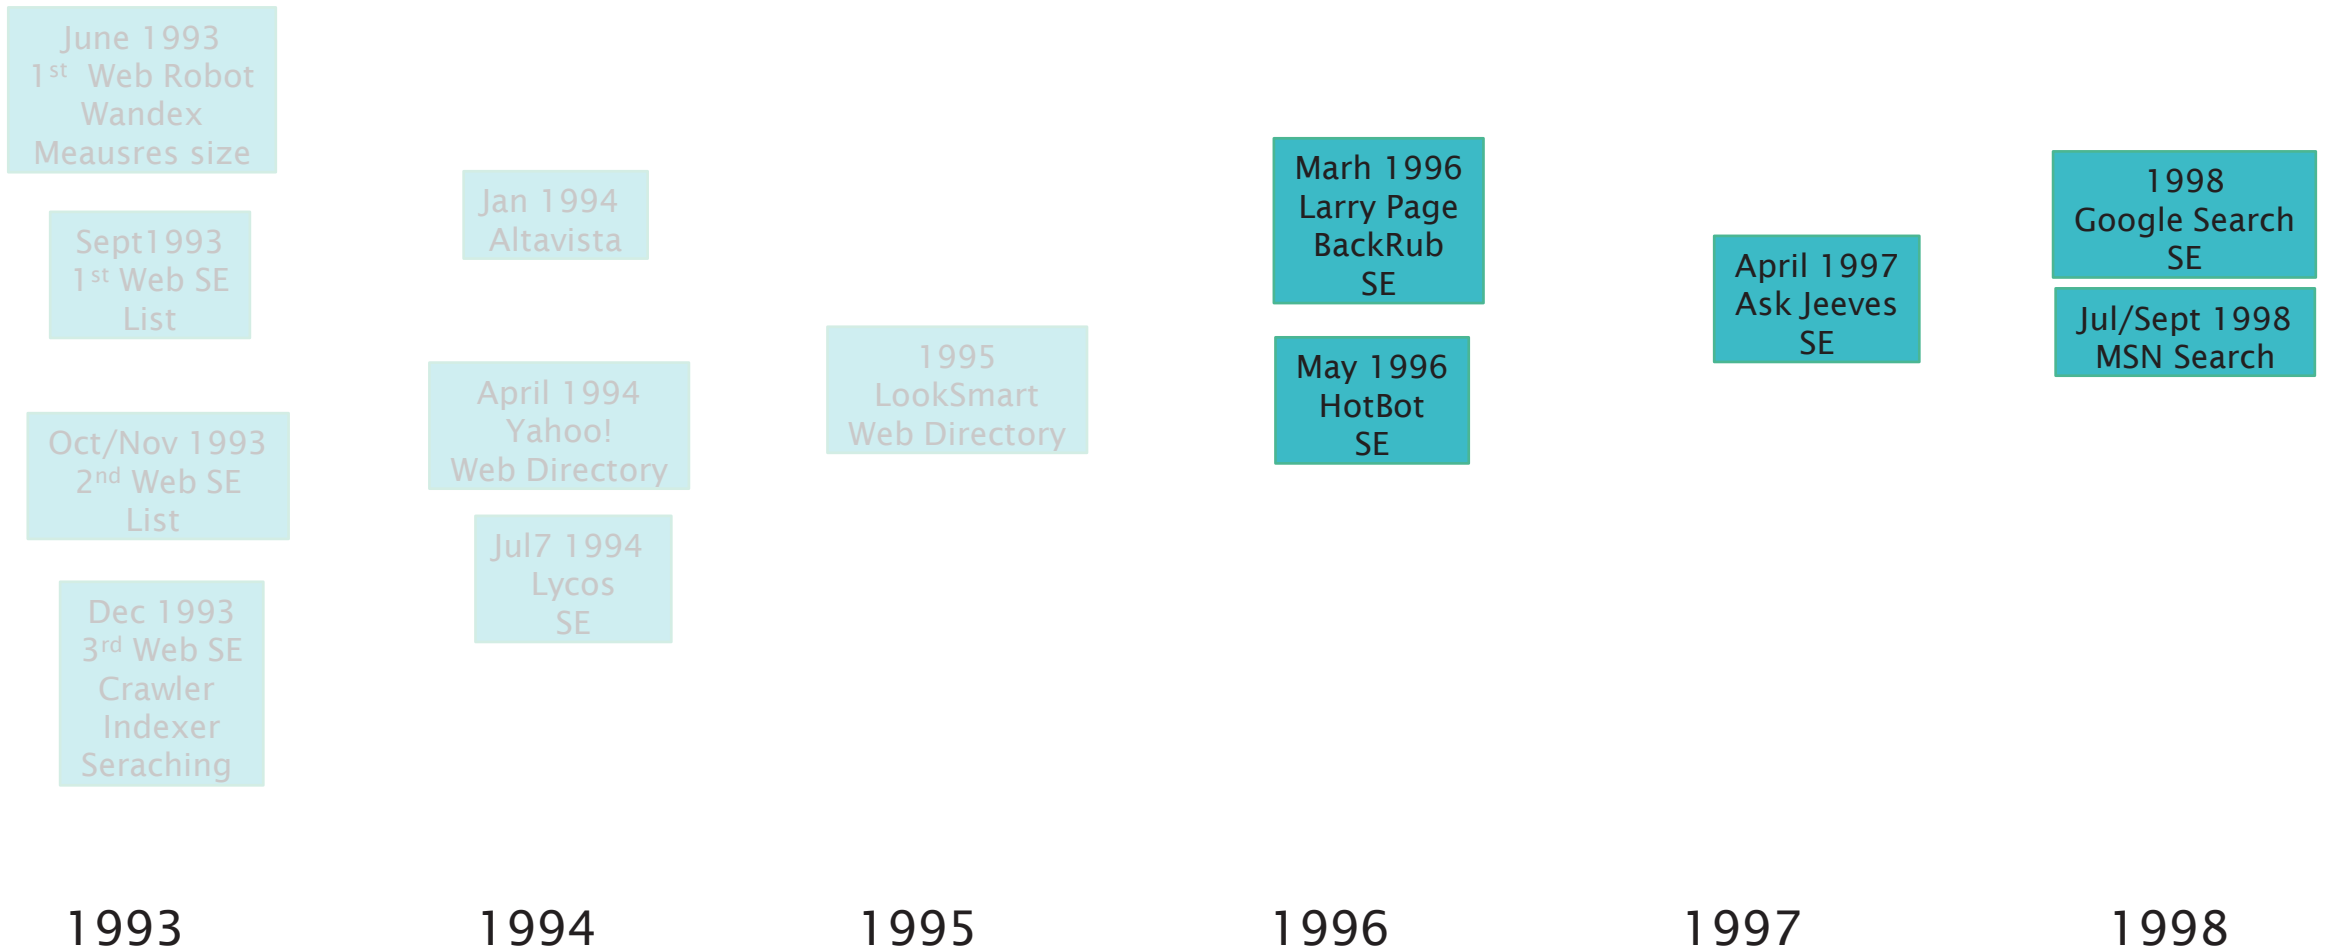 June 1993
1st Web Robot
Wandex
Meausres size
Sept1993
1st Web SE
List
Oct/Nov 1993
2nd Web SE
List
Dec 1993
3rd Web SE
Crawler
Indexer
Seraching
Jan 1994
Altavista
April 1994
Yahoo!
Web Directory
Jul7 1994
Lycos
SE
1995
LookSmart
Web Directory
Marh 1996
Larry Page
BackRub
SE
May 1996
HotBot
SE
April 1997
Ask Jeeves
SE
1998
Google Search
SE
Jul/Sept 1998
MSN Search
1993
1994
1995
1996
1997
1998